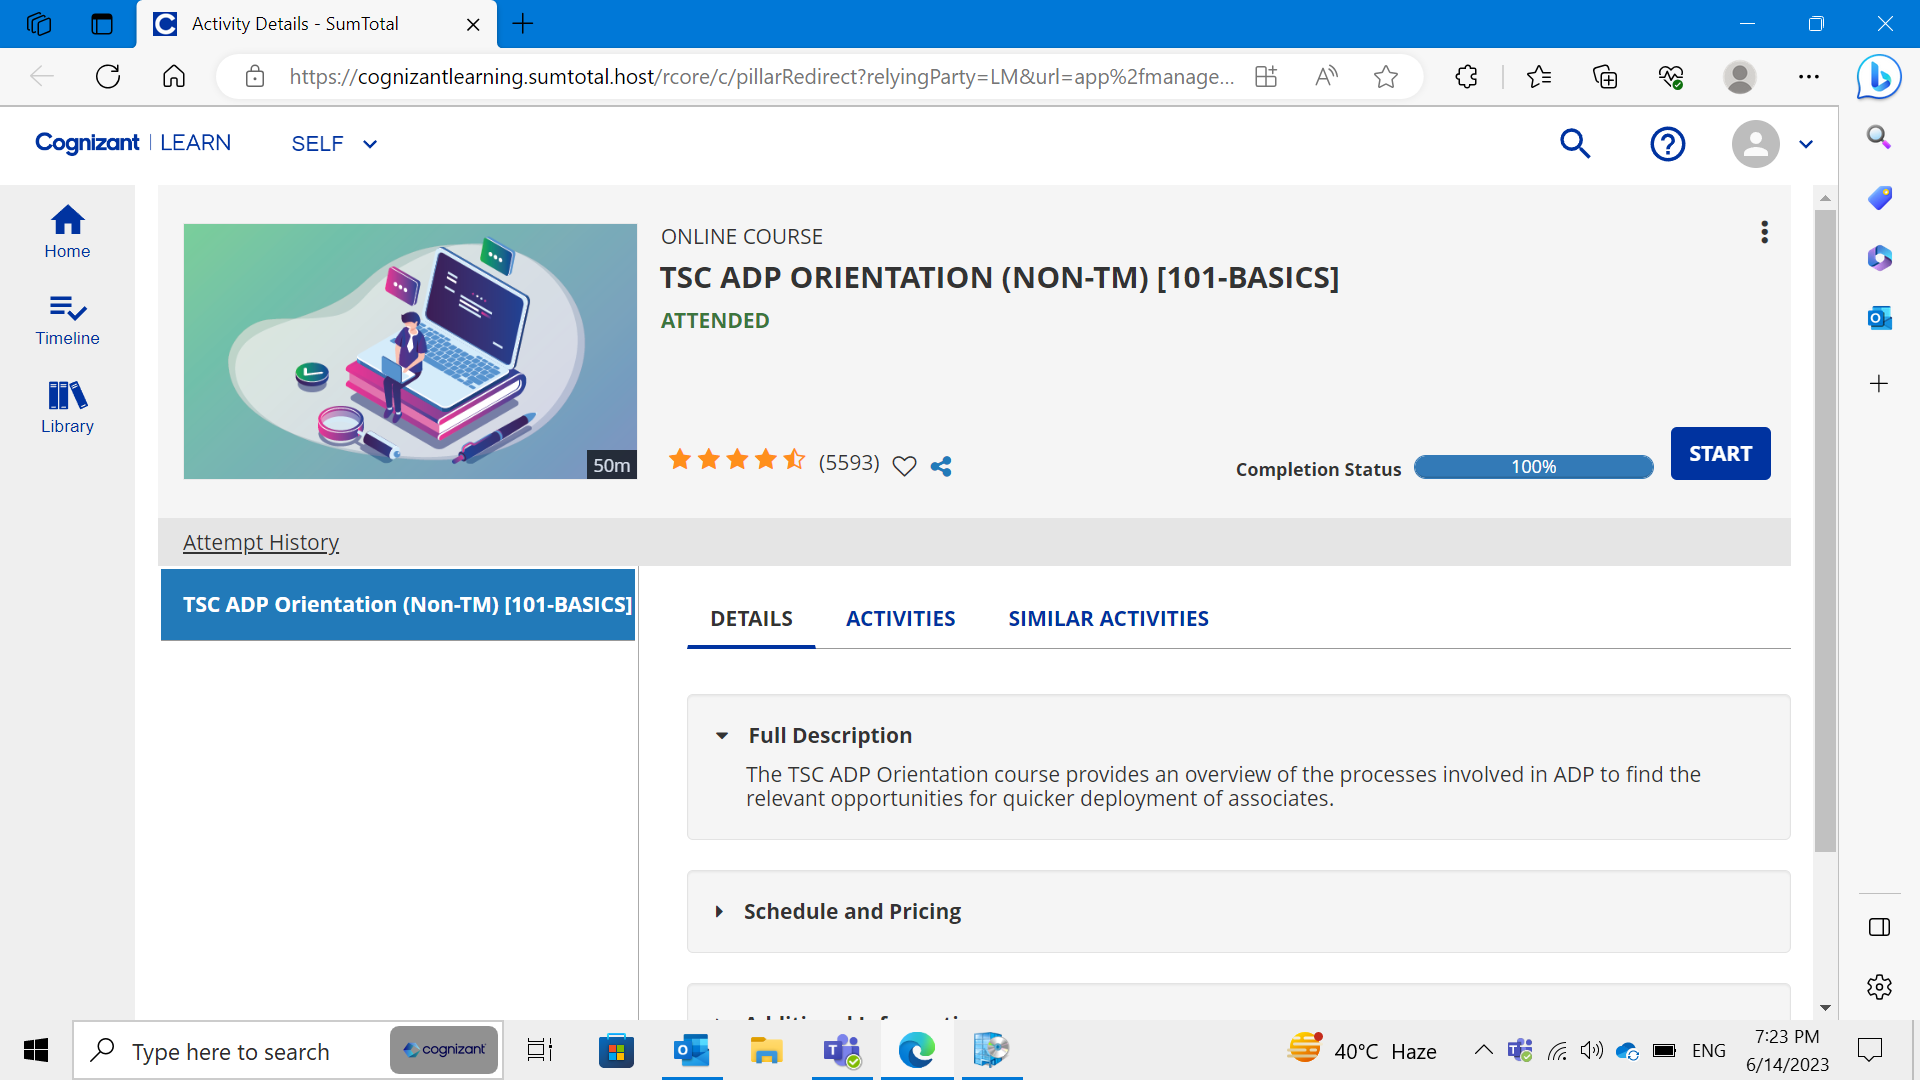 Activity Details - SumTotal
https://cognizantlearning.sumtotal.host/rcore/c/pillarRedirect?relyingParty=LM&url=app%2fmanage...
Cognizant | LEARN
SELF
Home
Timeline
Library
50m
ONLINE COURSE
TSC ADP ORIENTATION (NON-TM) [101-BASICS]
ATTENDED
(5593)
Completion Status
100%
START
Attempt History
TSC ADP Orientation (Non-TM) [101-BASICS]
DETAILS
ACTIVITIES
SIMILAR ACTIVITIES
Full Description
The TSC ADP Orientation course provides an overview of the processes involved in ADP to find the
relevant opportunities for quicker deployment of associates.
Schedule and Pricing
Type here to search
cognizant
40°C Haze
ENG
7:23 PM
6/14/2023